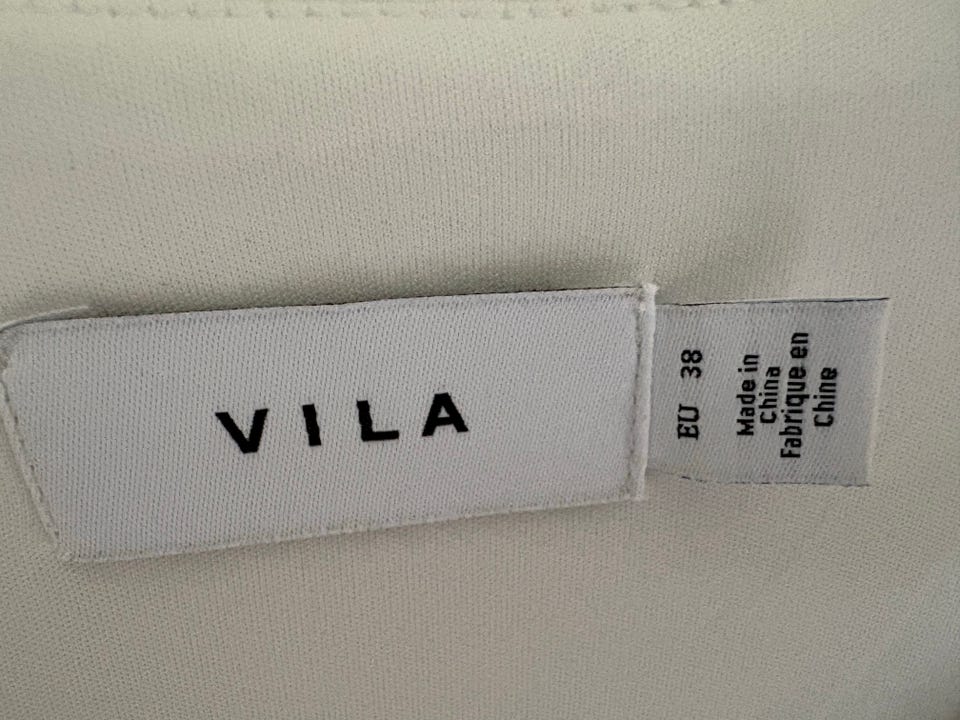 VILA
EU 38
Made in
China
Fabrique en
Chine